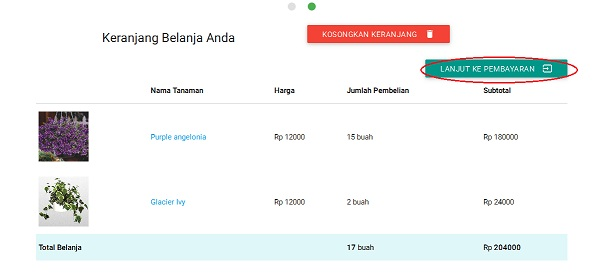 Keranjang Belanja Anda
KOSONGKAN KERANJANG
LANJUT KE PEMBAYARAN
Nama Tanaman Harga Jumlah Pembelian Subtotal
Purple angelonia Rp 12000 15 buah Rp 180000
Glacier Ivy Rp 12000 2 buah Rp 24000
Total Belanja 17 buah Rp 204000